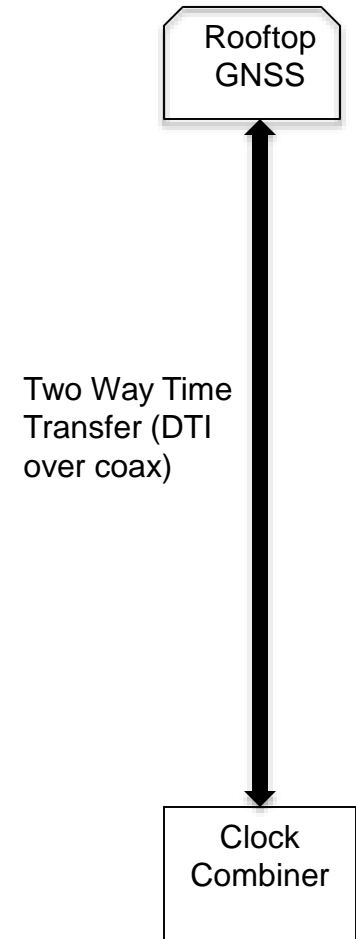 Rooftop
GNSS
Two Way Time
Transfer (DTI
over coax)
Clock
Combiner